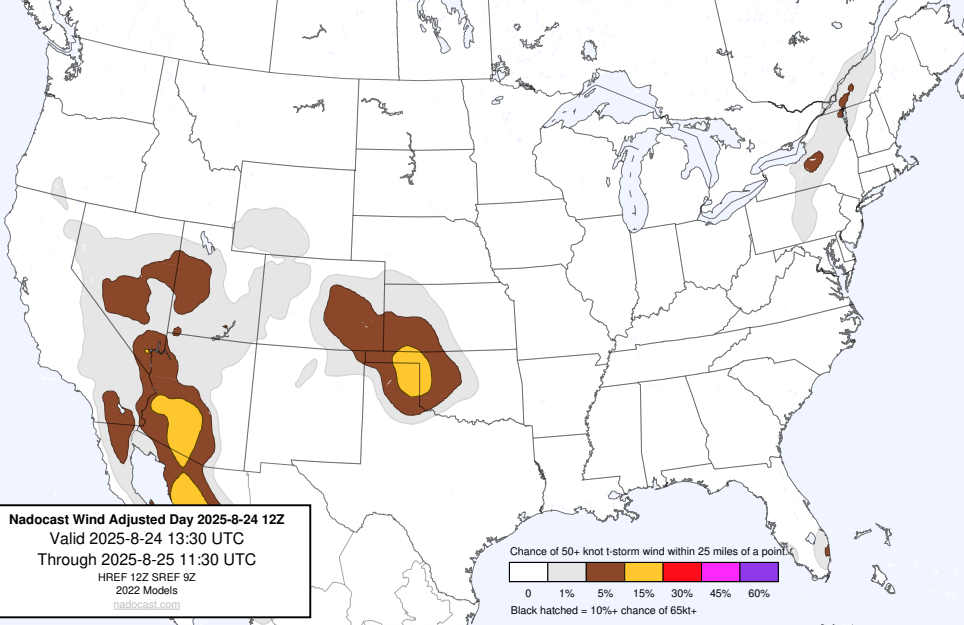 Nadocast Wind Adjusted Day 2025-8-24 12Z
Valid 2025-8-24 13:30 UTC
Through 2025-8-25 11:30 UTC
HREF 12Z SREF 9Z
2022 Models
nadocast.com
Chance of 50+ knot t-storm wind within 25 miles of a point.
0 1% 5% 15% 30% 45% 60%
Black hatched = 10%+ chance of 65kt+